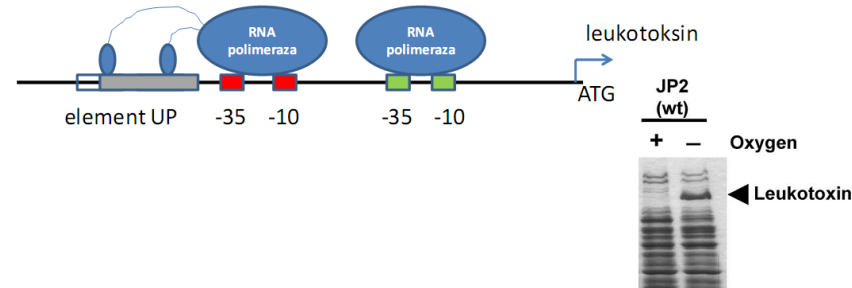 RNA
polimeraza
RNA
polimeraza
leukotoksin
ATG
element UP
-35
-10
-35
-10
JP2
(wt)
+ – Oxygen
Leukotoxin